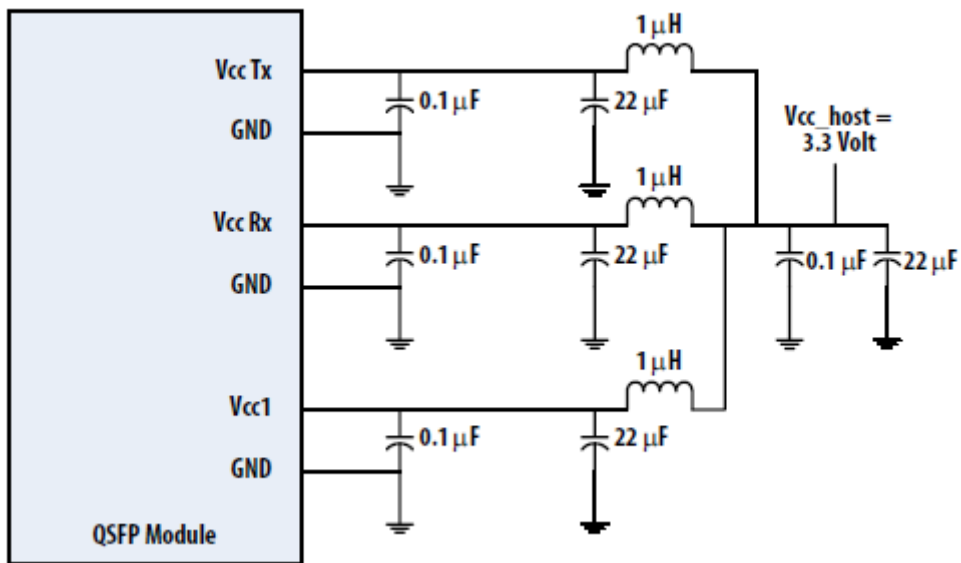 1 μH
Vcc Tx
0.1 μF
22 μF
GND
Vcc_host =
3.3 Volt
1 μH
Vcc Rx
0.1 μF
22 μF
0.1 μF
22 μF
GND
1 μH
Vcc1
0.1 μF
22 μF
GND
QSFP Module